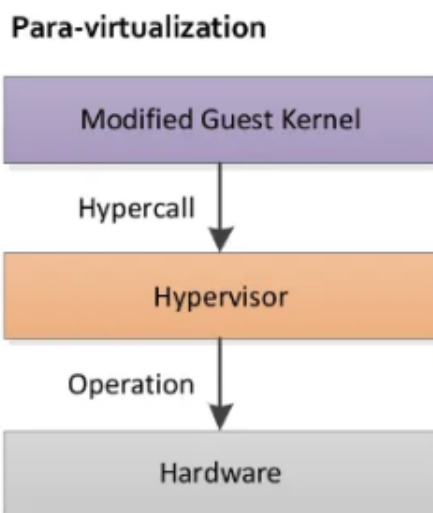 Para-virtualization
Modified Guest Kernel
Hypercall
Hypervisor
Operation
Hardware